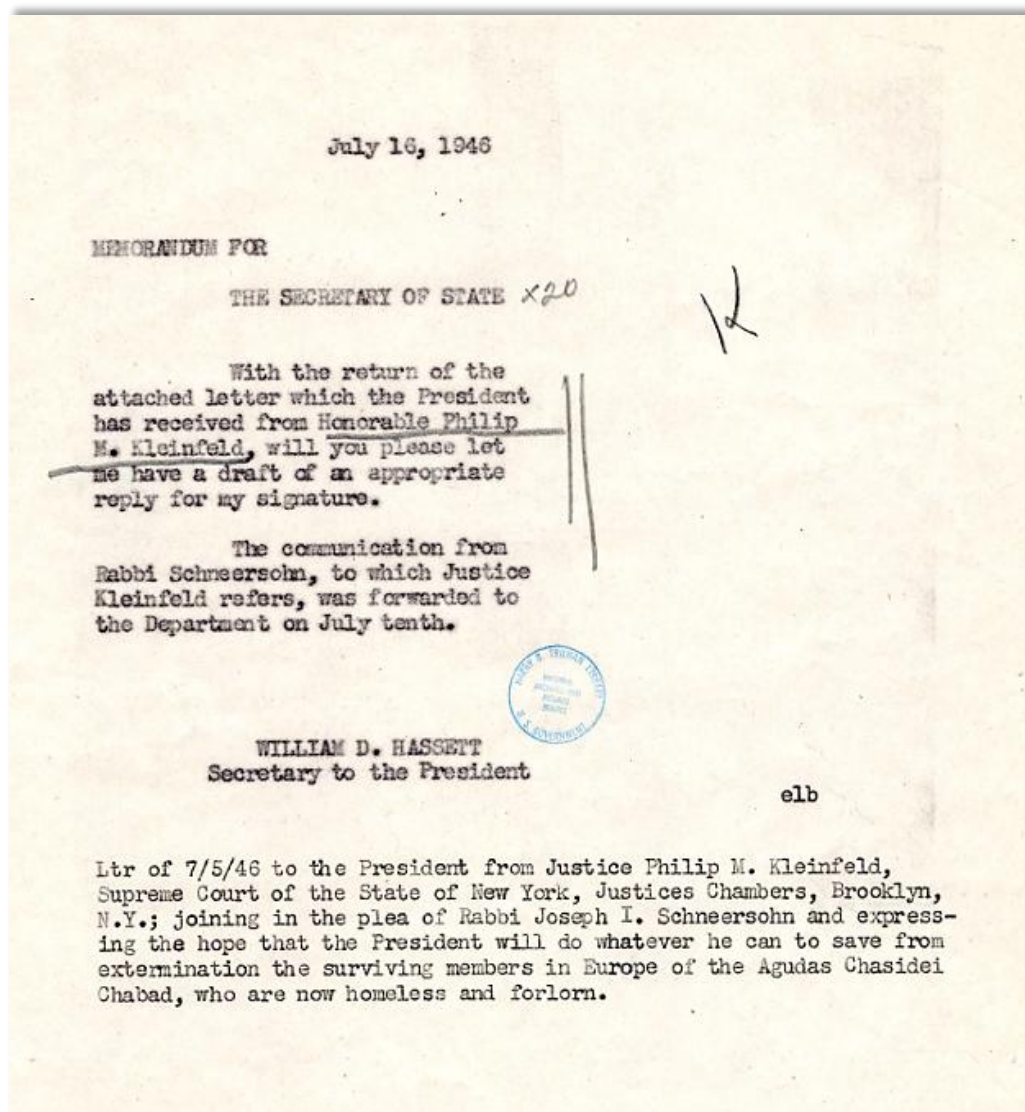 July 16, 1946
MEMORANDUM FOR
THE SECRETARY OF STATE x20
K
With the return of the
attached letter which the President
has received from Honorable Philip
M. Kleinfeld, will you please let
me have a draft of an appropriate
reply for my signature.
The communication from
Rabbi Schneersohn, to which Justice
Kleinfeld refers, was forwarded to
the Department on July tenth.
HARRY S. TRUMAN LIBRARY
U. S. GOVERNMENT
WILLIAM D. HASSETT
Secretary to the President
elb
Ltr of 7/5/46 to the President from Justice Philip M. Kleinfeld,
Supreme Court of the State of New York, Justices Chambers, Brooklyn,
N.Y.; joining in the plea of Rabbi Joseph I. Schneersohn and express-
ing the hope that the President will do whatever he can to save from
extermination the surviving members in Europe of the Agudas Chasidei
Chabad, who are now homeless and forlorn.